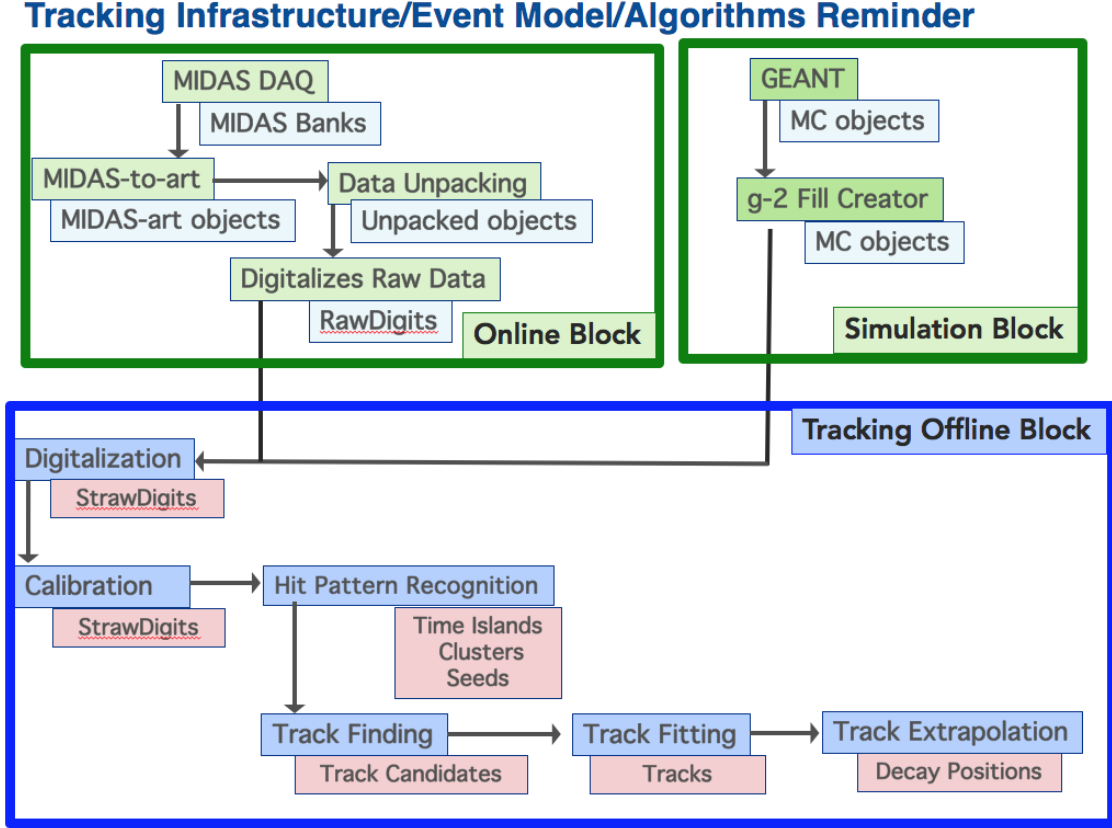 Tracking Infrastructure/Event Model/Algorithms Reminder
MIDAS DAQ
MIDAS Banks
MIDAS-to-art
MIDAS-art objects
Data Unpacking
Unpacked objects
Digitalizes Raw Data
RawDigits
Online Block
GEANT
MC objects
g-2 Fill Creator
MC objects
Simulation Block
Tracking Offline Block
Digitalization
StrawDigits
Calibration
StrawDigits
Hit Pattern Recognition
Time Islands
Clusters
Seeds
Track Finding
Track Candidates
Track Fitting
Tracks
Track Extrapolation
Decay Positions